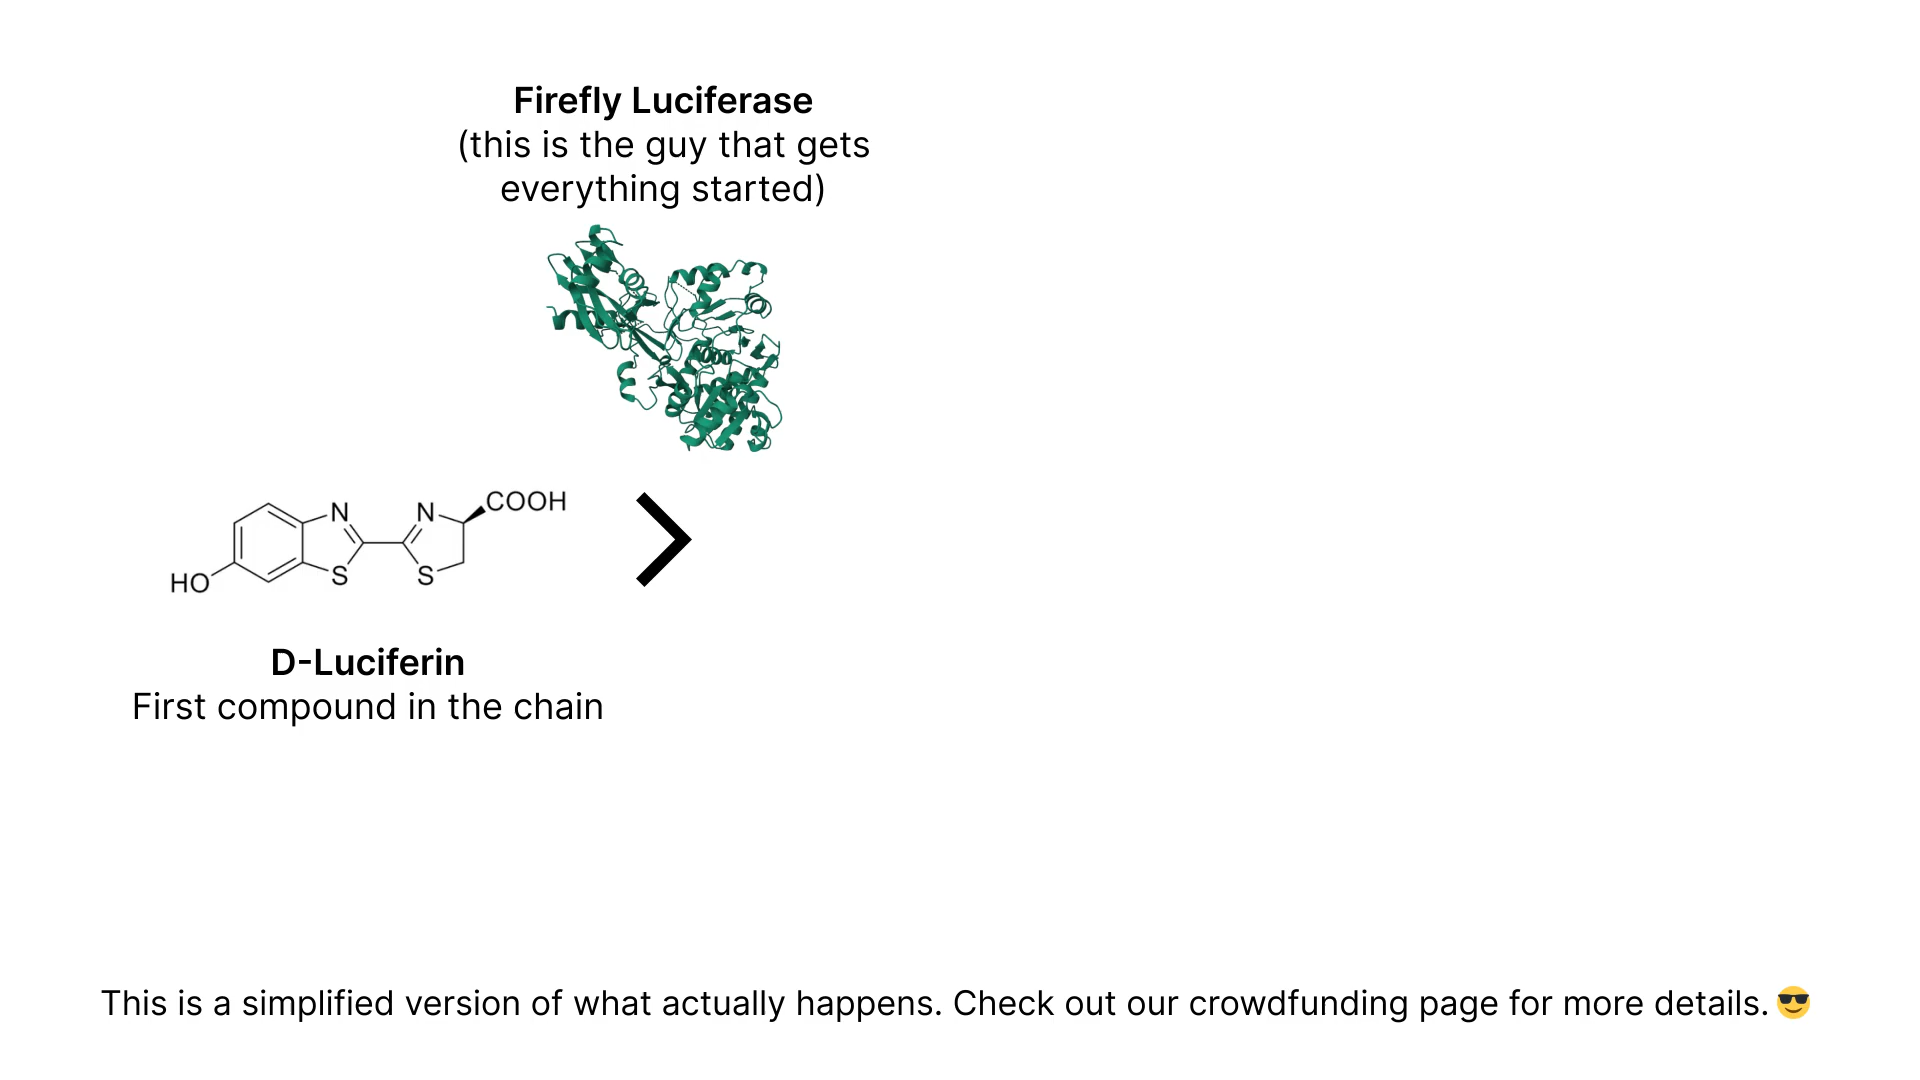 Firefly Luciferase
(this is the guy that gets
everything started)
N
N
COOH
HO
S
S
D-Luciferin
First compound in the chain
This is a simplified version of what actually happens. Check out our crowdfunding page for more details.😎